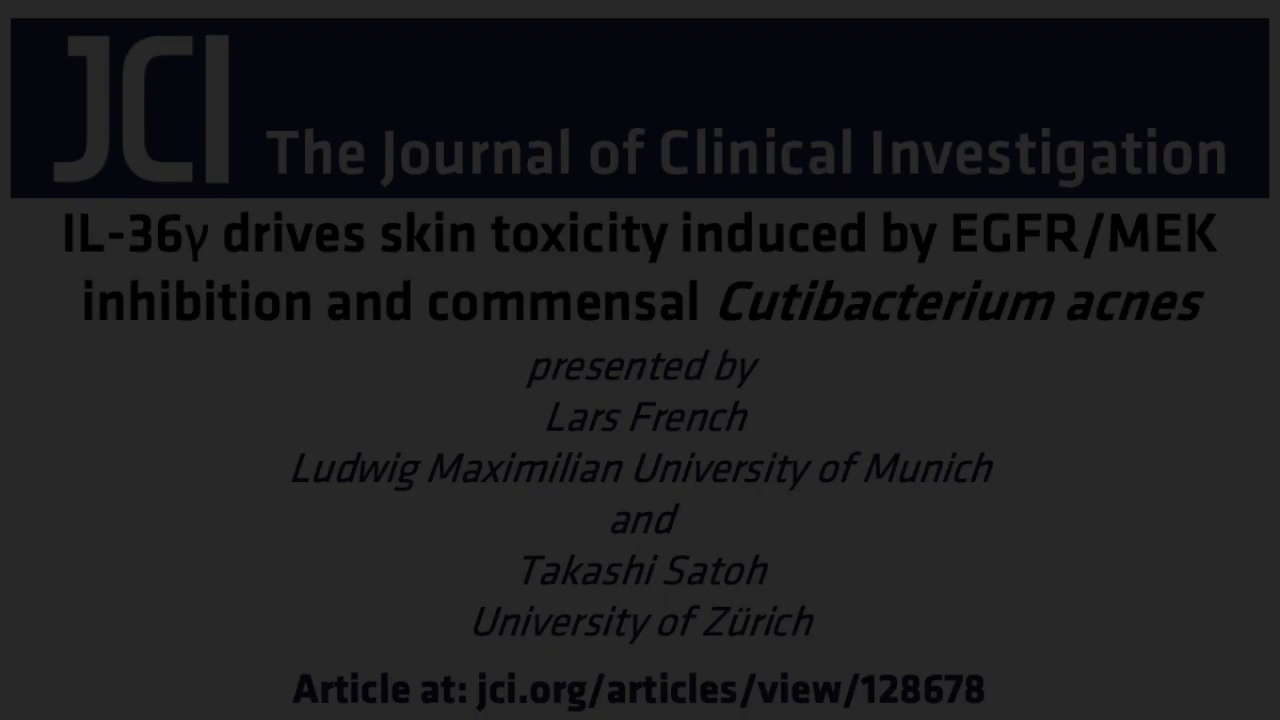 JCI The Journal of Clinical Investigation
IL-36γ drives skin toxicity induced by EGFR/MEK
inhibition and commensal Cutibacterium acnes
presented by
Lars French
Ludwig Maximilian University of Munich
and
Takashi Satoh
University of Zürich
Article at: jci.org/articles/view/128678